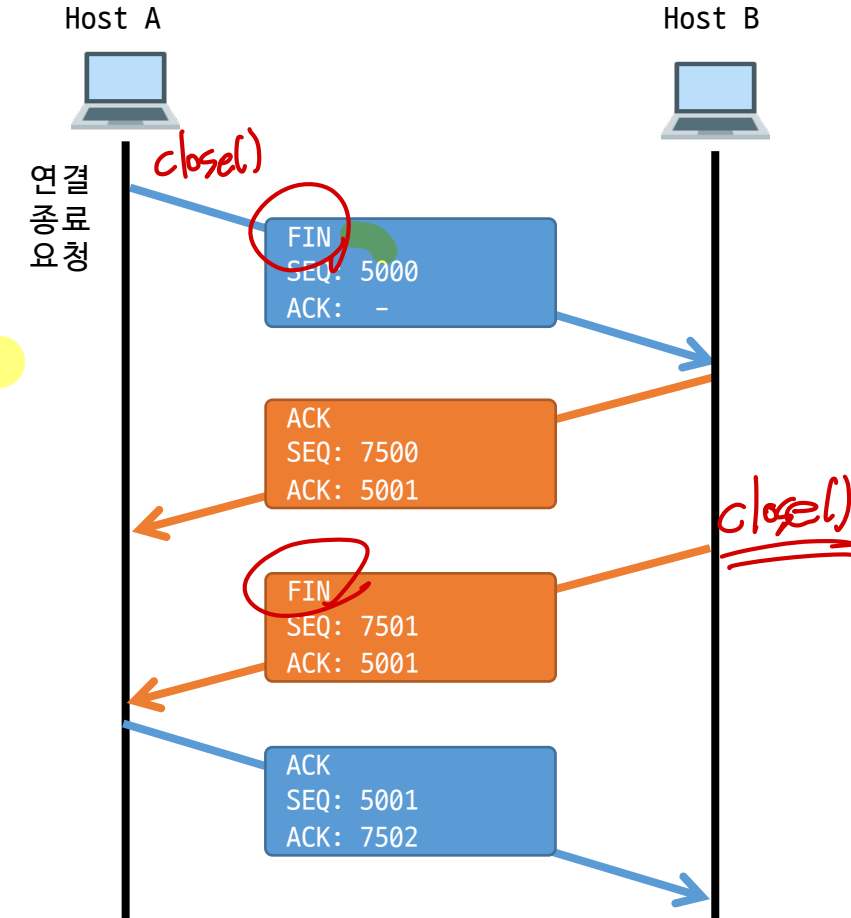 Host A
Host B
close()
연결
종료
요청
FIN
SEQ: 5000
ACK: -
ACK
SEQ: 7500
ACK: 5001
close()
FIN
SEQ: 7501
ACK: 5001
ACK
SEQ: 5001
ACK: 7502